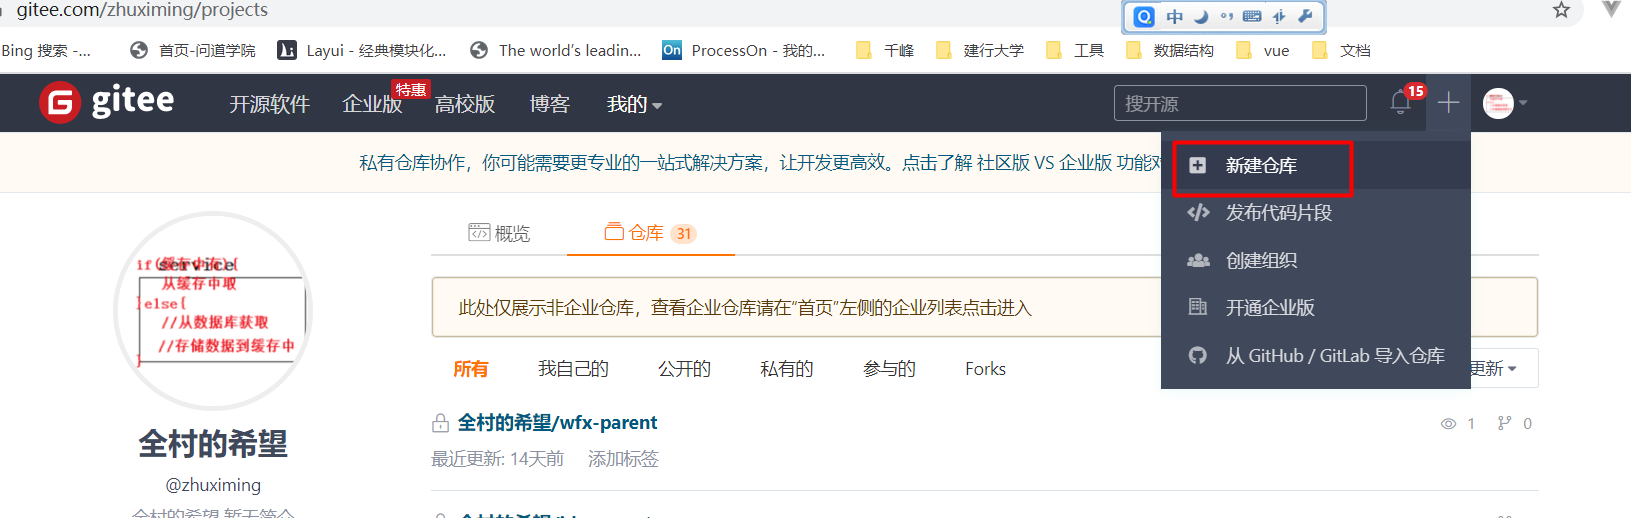 gitee.com/zhuximing/projects
Bing 搜索 -...
首页-问道学院
Layui - 经典模块化...
The world's leadin...
ProcessOn - 我的...
千峰
建行大学
工具
数据结构
vue
文档
gitee
开源软件
企业版
特惠
高校版
博客
我的
搜开源
15
私有仓库协作，你可能需要更专业的一站式解决方案，让开发更高效。点击了解 社区版 VS 企业版 功能对
新建仓库
发布代码片段
创建组织
开通企业版
从 GitHub / GitLab 导入仓库
概览
仓库 31
此处仅展示非企业仓库，查看企业仓库请在“首页”左侧的企业列表点击进入
所有
我自己的
公开的
私有的
参与的
Forks
更新
service
if(缓存中有){
从缓存中取
}else{
//从数据库获取
//存储数据到缓存中
}
全村的希望
@zhuximing
全村的希望 暂无简介
全村的希望/wfx-parent
1
0
最近更新: 14天前
添加标签